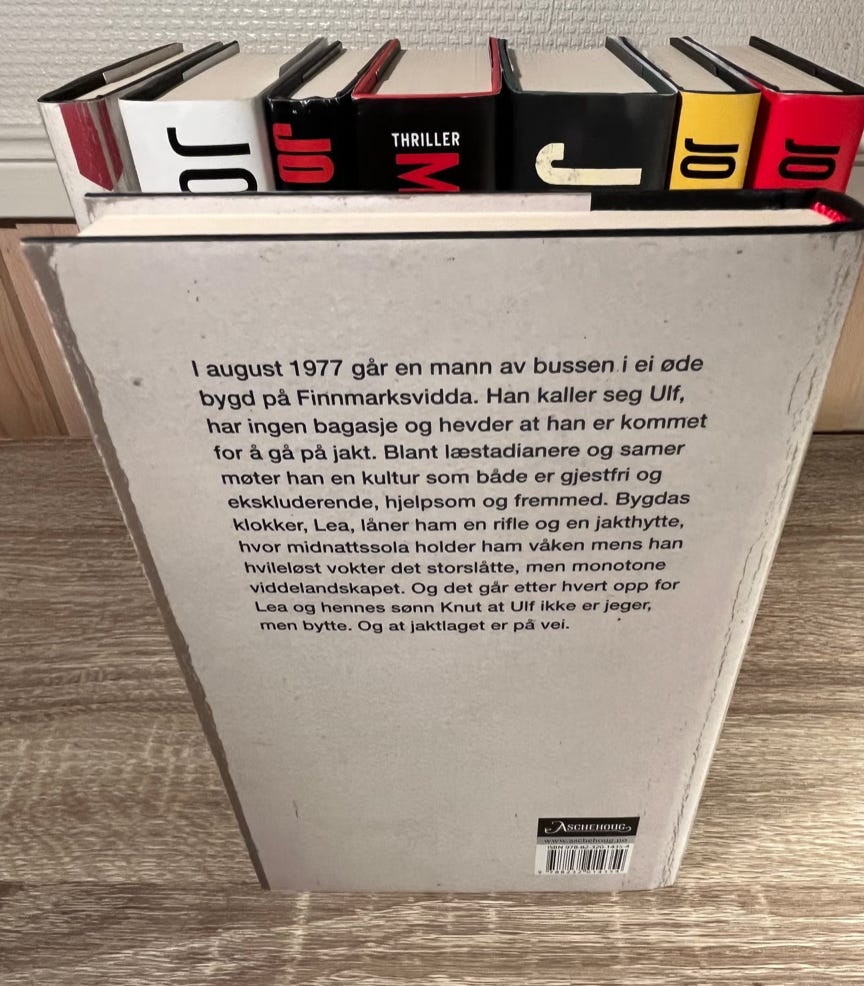 JO
JO
THRILLER
M
J
JO
JO
I august 1977 går en mann av bussen i ei øde
bygd på Finnmarksvidda. Han kaller seg Ulf,
har ingen bagasje og hevder at han er kommet
for å gå på jakt. Blant læstadianere og samer
møter han en kultur som både er gjestfri og
ekskluderende, hjelpsom og fremmed. Bygdas
klokker, Lea, låner ham en rifle og en jakthytte,
hvor midnattssola holder ham våken mens han
hvileløst vokter det storslåtte, men monotone
viddelandskapet. Og det går etter hvert opp for
Lea og hennes sønn Knut at Ulf ikke er jeger,
men bytte. Og at jaktlaget er på vei.
ASCHEHOUG
www.aschehoug.no